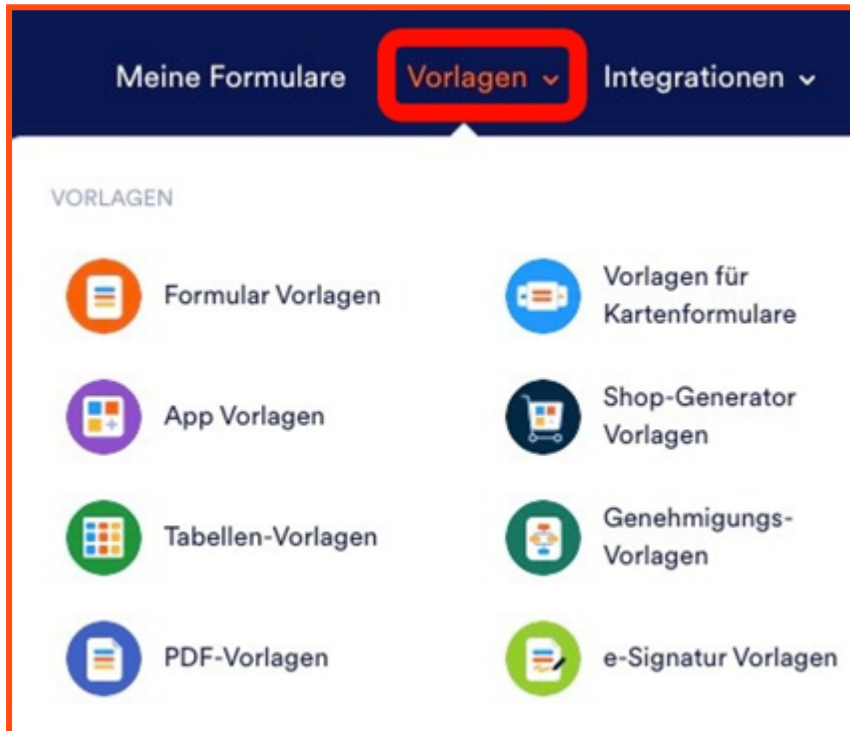 Meine Formulare Vorlagen Integrationen
VORLAGEN
Formular Vorlagen
Vorlagen für
Kartenformulare
App Vorlagen
Shop-Generator
Vorlagen
Tabellen-Vorlagen
Genehmigungs-
Vorlagen
PDF-Vorlagen
e-Signatur Vorlagen